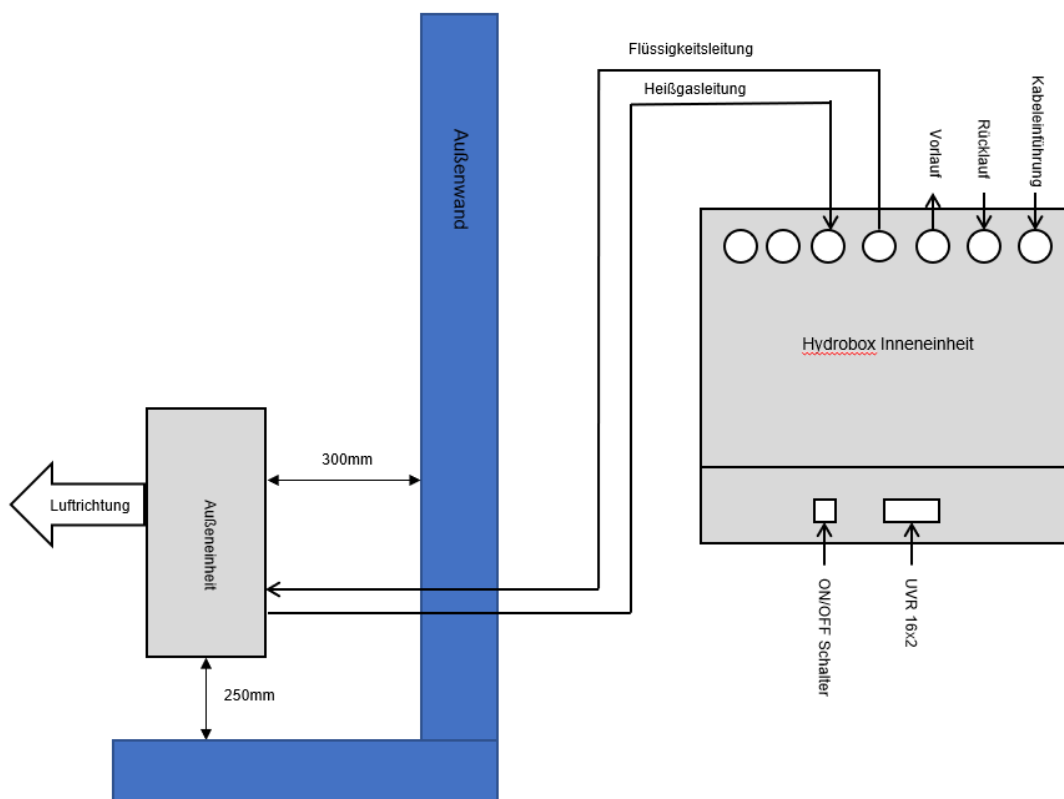 Flüssigkeitsleitung
Heißgasleitung
Vorlauf
Rücklauf
Kabeleinführung
Außenwand
Hydrobox Inneneinheit
300mm
Luftrichtung
Außeneinheit
250mm
ON/OFF Schalter
UVR 16x2